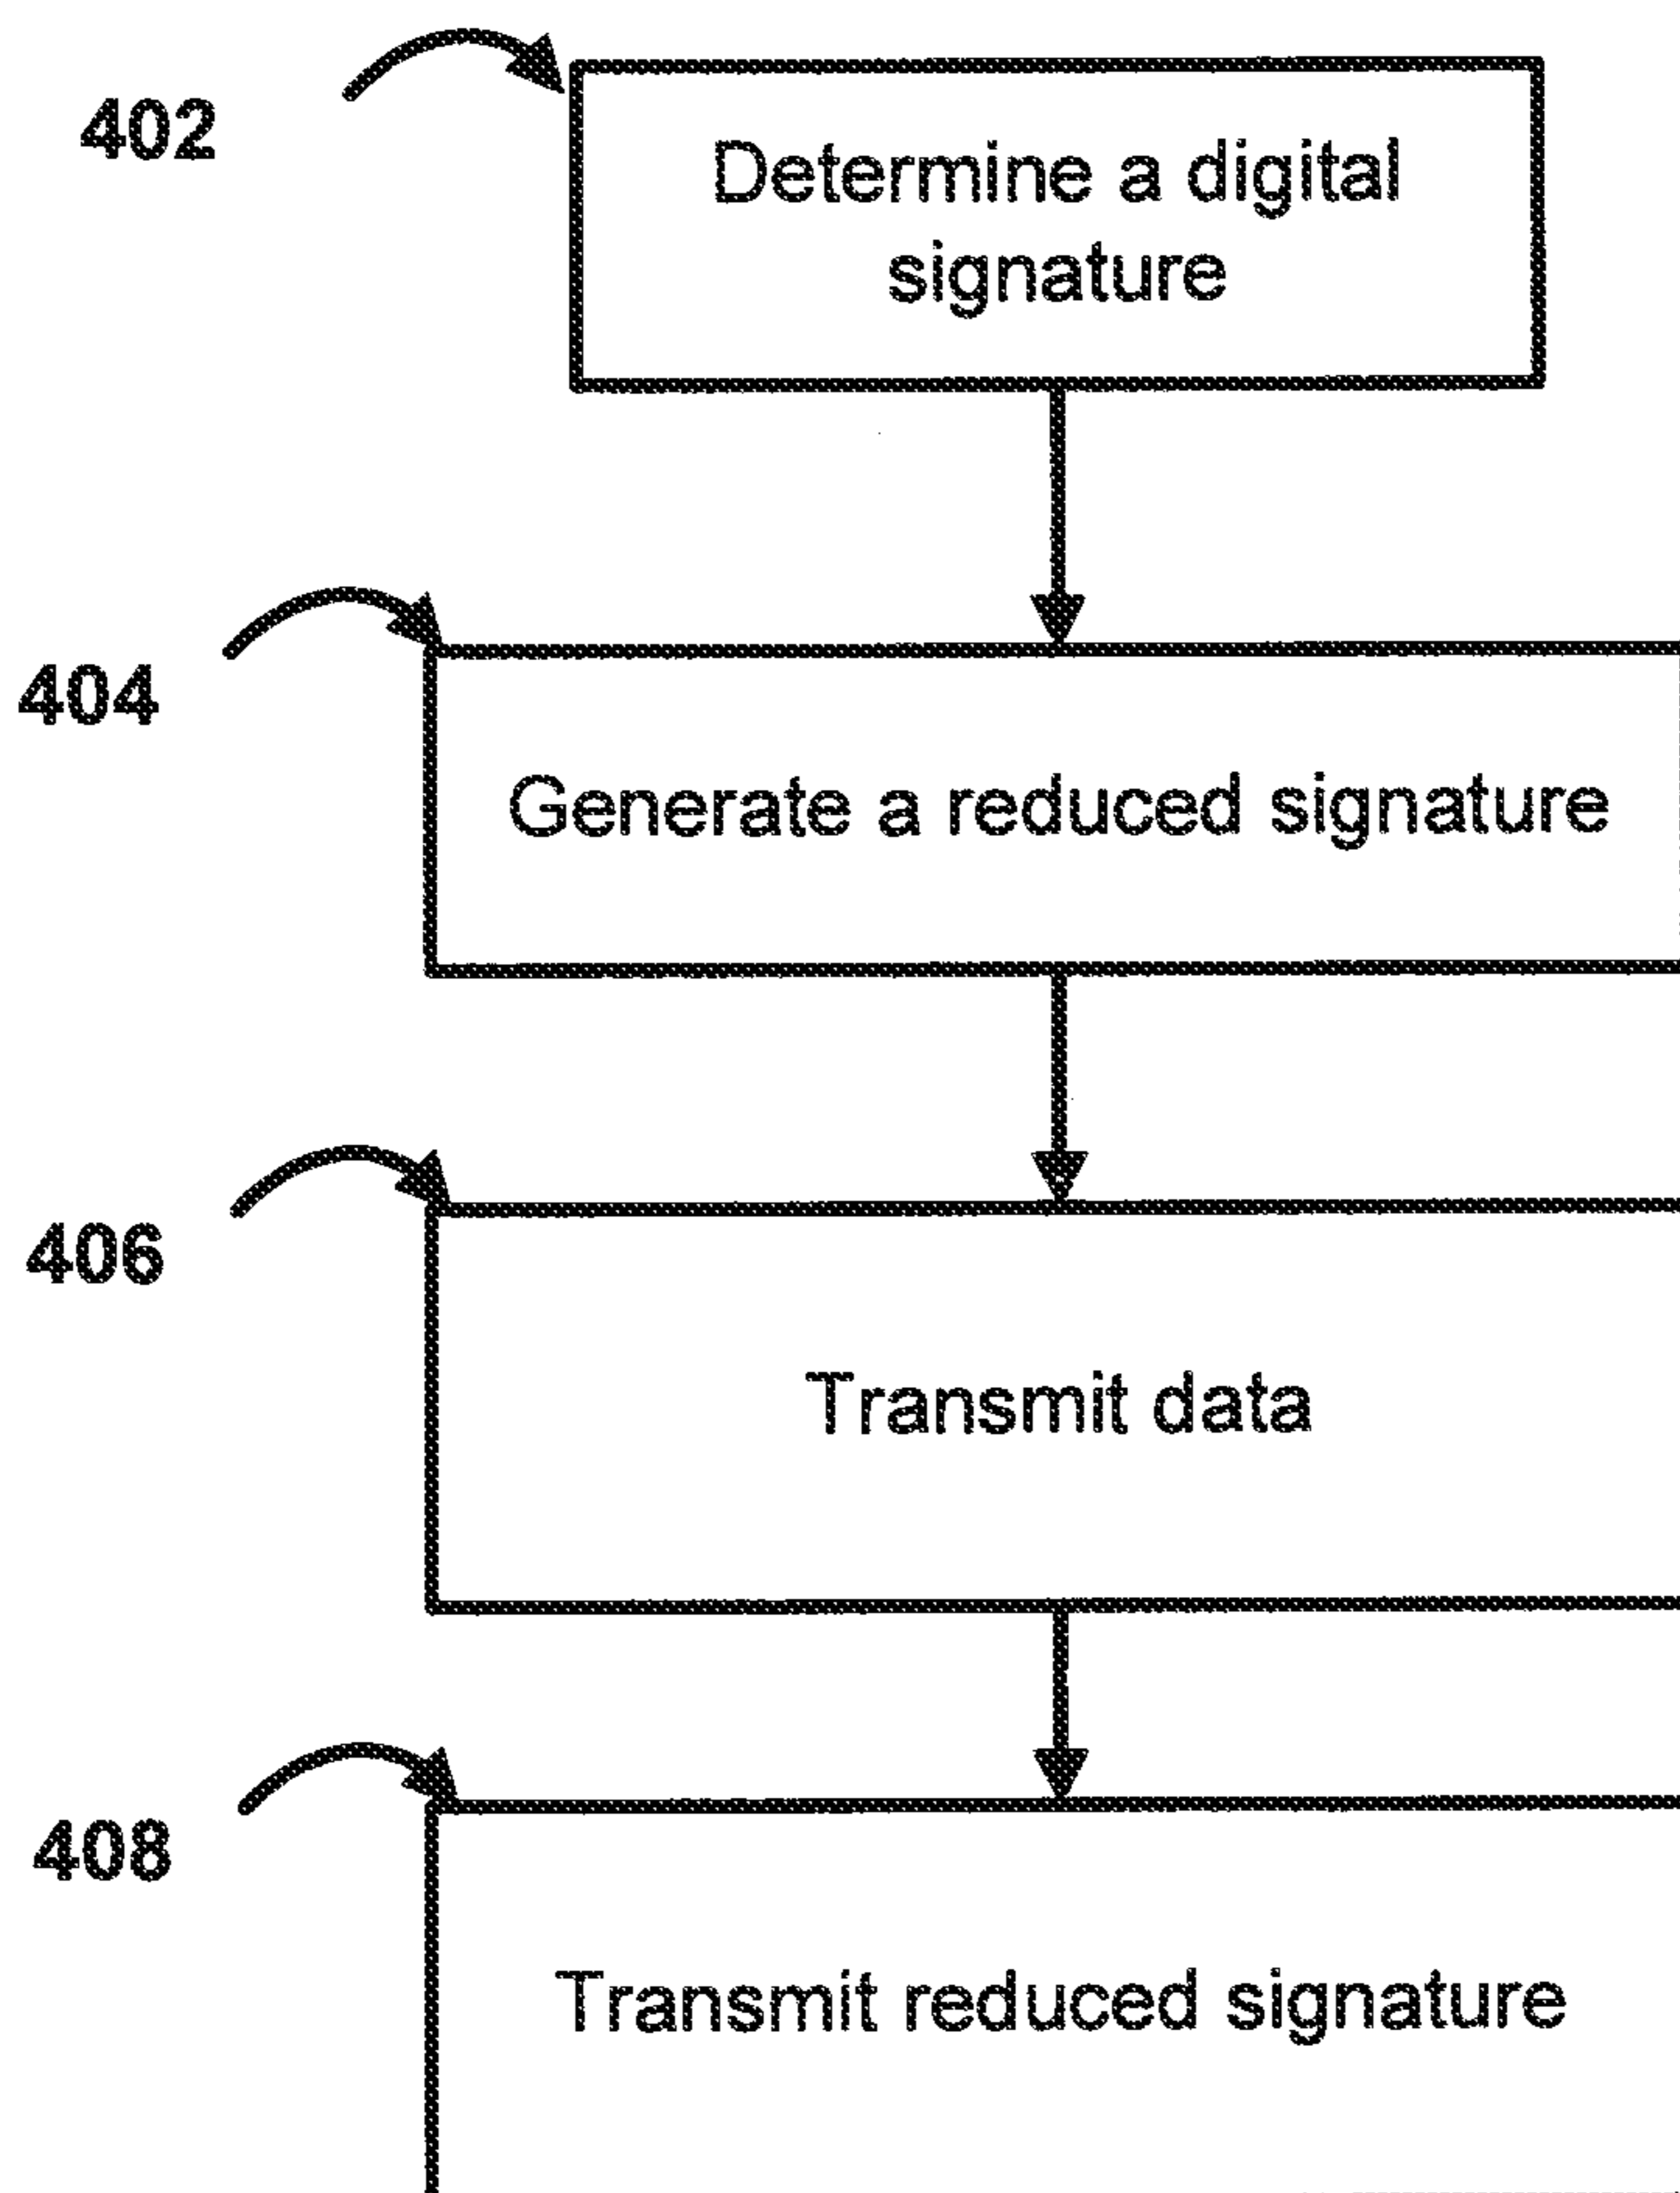 402
Determine a digital
signature
404
Generate a reduced signature
406
Transmit data
408
Transmit reduced signature